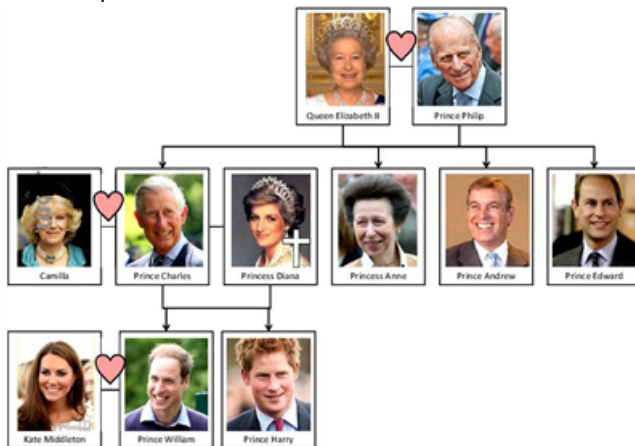 Queen Elizabeth II
Prince Philip
Camilla
Prince Charles
Princess Diana
Princess Anne
Prince Andrew
Prince Edward
Kate Middleton
Prince William
Prince Harry